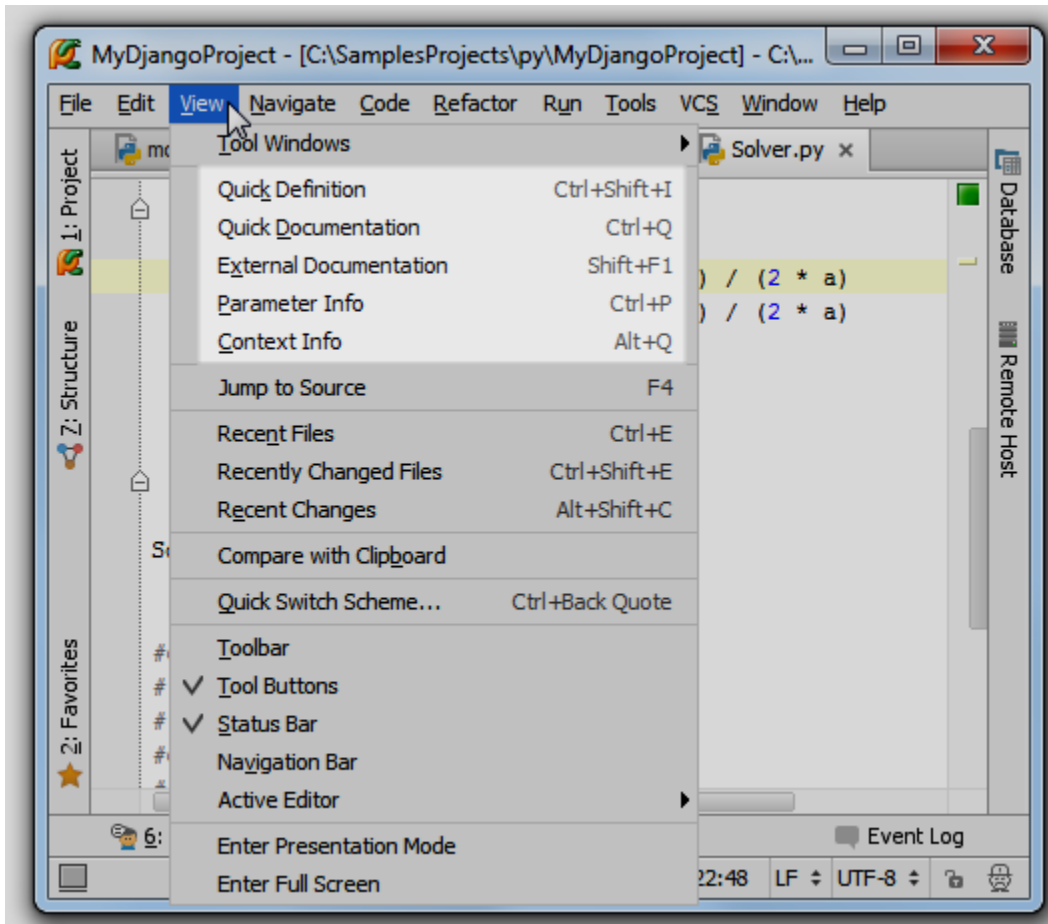 MyDjangoProject - [C:\SamplesProjects\py\MyDjangoProject] - C:\...
File Edit View Navigate Code Refactor Run Tools VCS Window Help
Solver.py
1: Project
7: Structure
2: Favorites
Tool Windows
Quick Definition Ctrl+Shift+I
Quick Documentation Ctrl+Q
External Documentation Shift+F1
Parameter Info Ctrl+P
Context Info Alt+Q
Jump to Source F4
Recent Files Ctrl+E
Recently Changed Files Ctrl+Shift+E
Recent Changes Alt+Shift+C
Compare with Clipboard
Quick Switch Scheme... Ctrl+Back Quote
Toolbar
Tool Buttons
Status Bar
Navigation Bar
Active Editor
Enter Presentation Mode
Enter Full Screen
) / (2 * a)
) / (2 * a)
#
#
#
#
Database
Remote Host
6:
Event Log
22:48 LF UTF-8